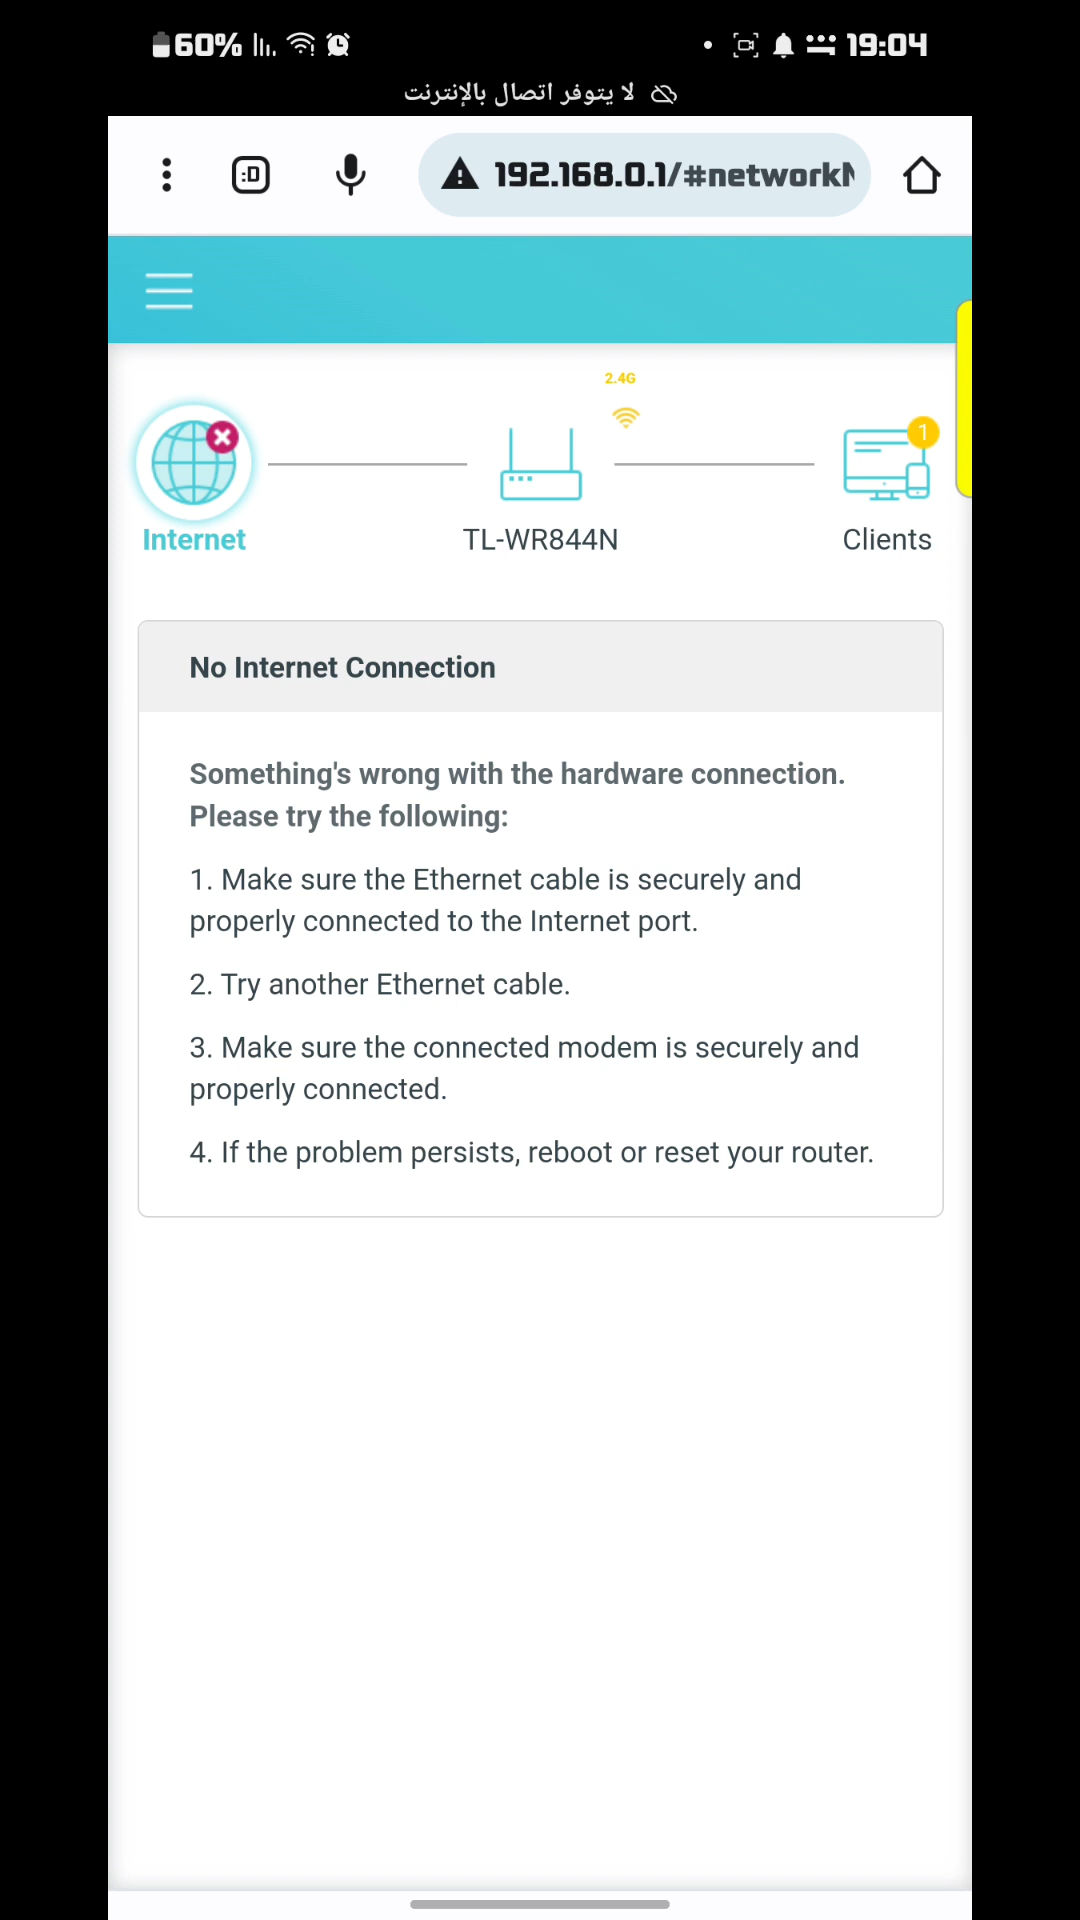 60%
19:04
لا يتوفر اتصال بالإنترنت
:D
192.168.0.1/#network
2.4G
1
Internet
TL-WR844N
Clients
No Internet Connection
Something's wrong with the hardware connection.
Please try the following:
1. Make sure the Ethernet cable is securely and
properly connected to the Internet port.
2. Try another Ethernet cable.
3. Make sure the connected modem is securely and
properly connected.
4. If the problem persists, reboot or reset your router.